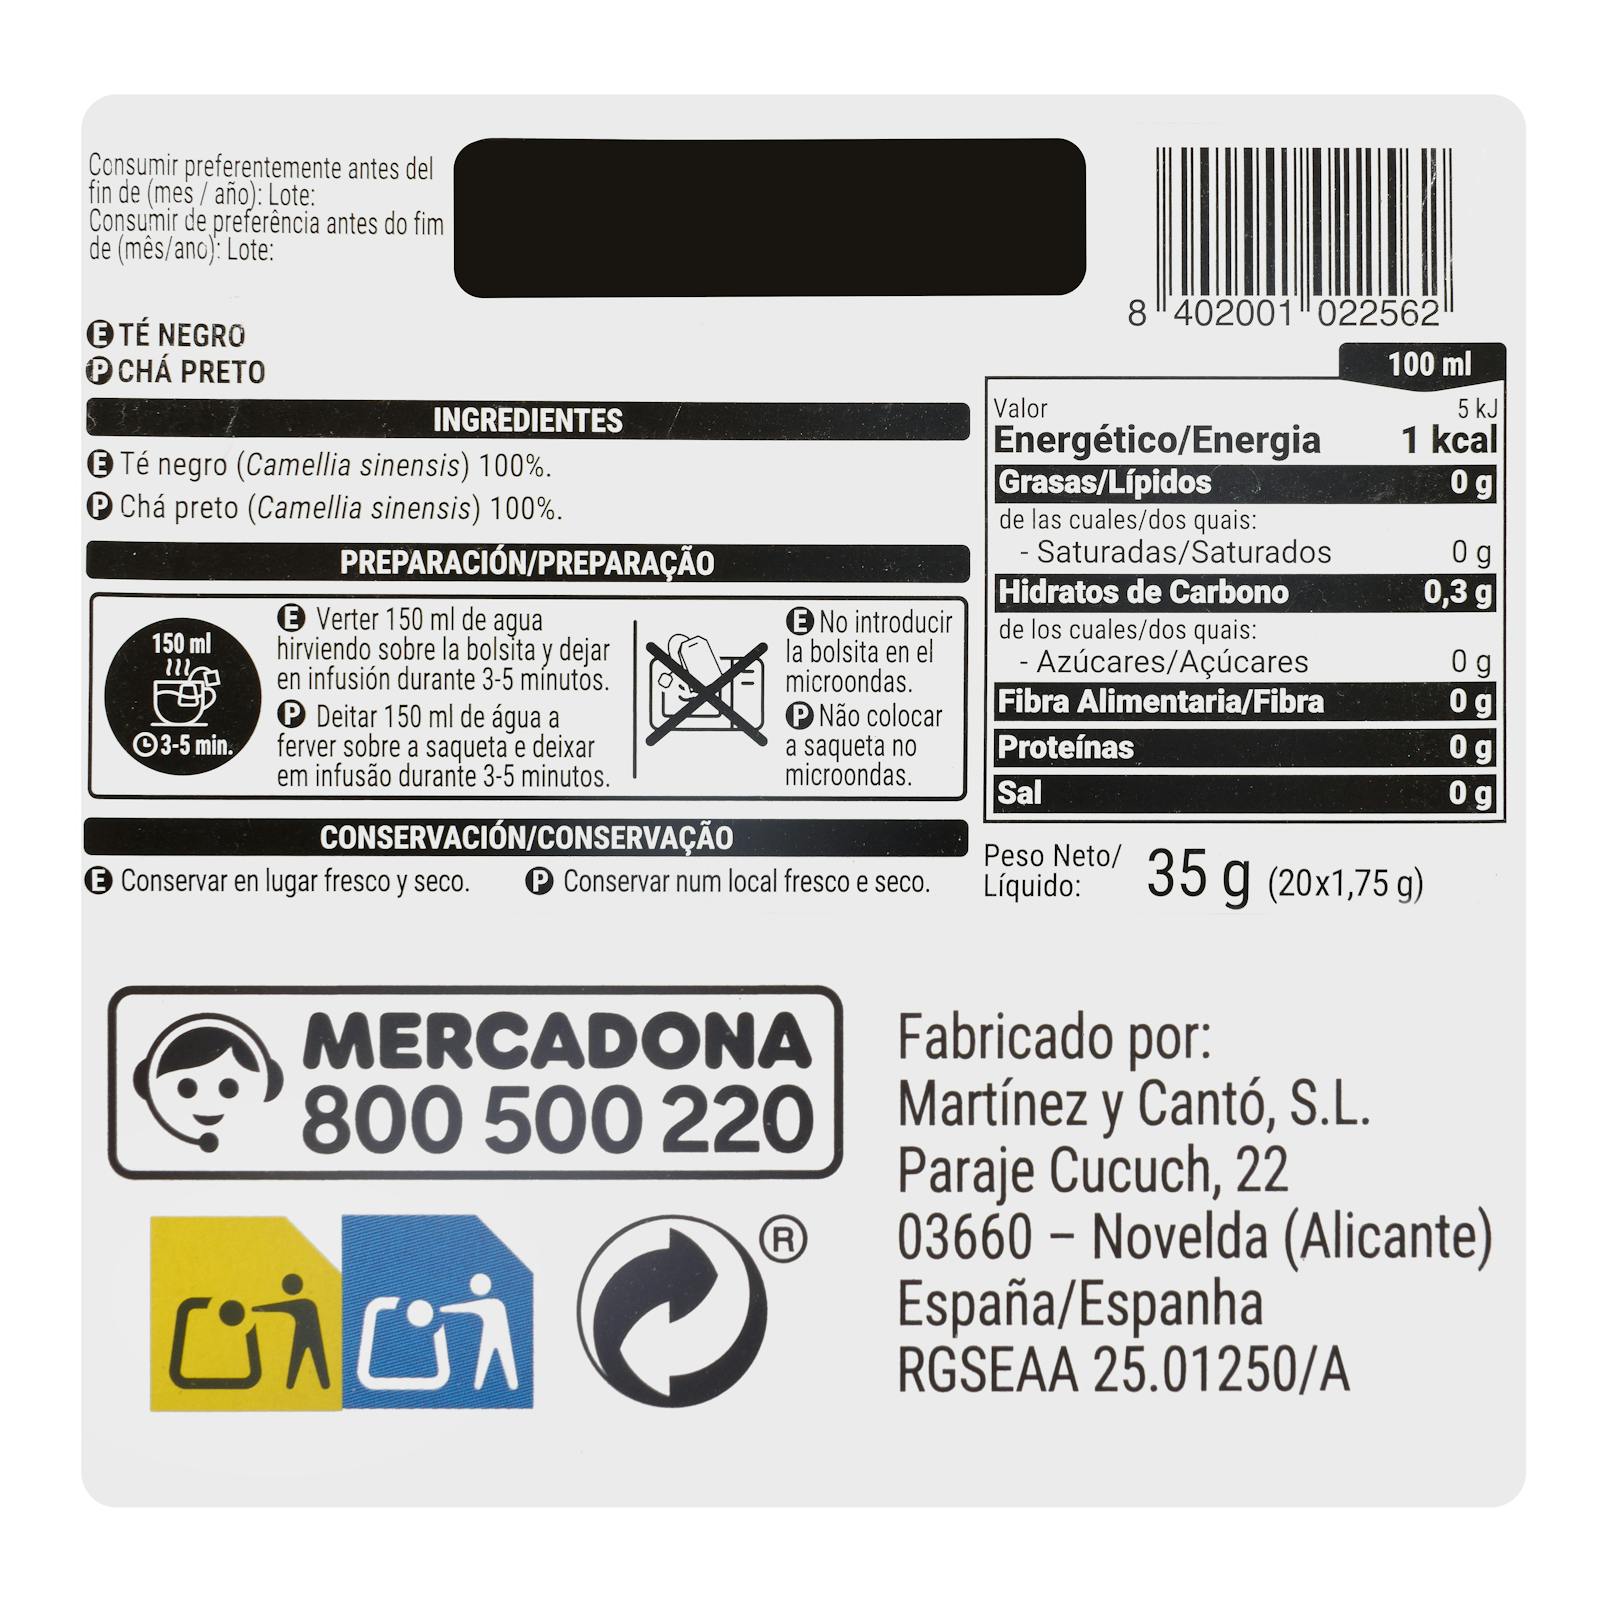 Consumir preferentemente antes del
fin de (mes / año): Lote:
Consumir de preferência antes do fim
de (mês/ano): Lote:
8 402001 022562
E TÉ NEGRO
P CHÁ PRETO
INGREDIENTES
E Té negro (Camellia sinensis) 100%.
P Chá preto (Camellia sinensis) 100%.
PREPARACIÓN/PREPARAÇÃO
150 ml
3-5 min.
E Verter 150 ml de agua
hirviendo sobre la bolsita y dejar
en infusión durante 3-5 minutos.
P Deitar 150 ml de água a
ferver sobre a saqueta e deixar
em infusão durante 3-5 minutos.
E No introducir
la bolsita en el
microondas.
P Não colocar
a saqueta no
microondas.
CONSERVACIÓN/CONSERVAÇÃO
E Conservar en lugar fresco y seco.
P Conservar num local fresco e seco.
100 ml
Valor 5 kJ
Energético/Energia 1 kcal
Grasas/Lípidos 0 g
de las cuales/dos quais:
- Saturadas/Saturados 0 g
Hidratos de Carbono 0,3 g
de los cuales/dos quais:
- Azúcares/Açúcares 0 g
Fibra Alimentaria/Fibra 0 g
Proteínas 0 g
Sal 0 g
Peso Neto/
Líquido: 35 g (20x1,75 g)
MERCADONA
800 500 220
®
Fabricado por:
Martínez y Cantó, S.L.
Paraje Cucuch, 22
03660 – Novelda (Alicante)
España/Espanha
RGSEAA 25.01250/A